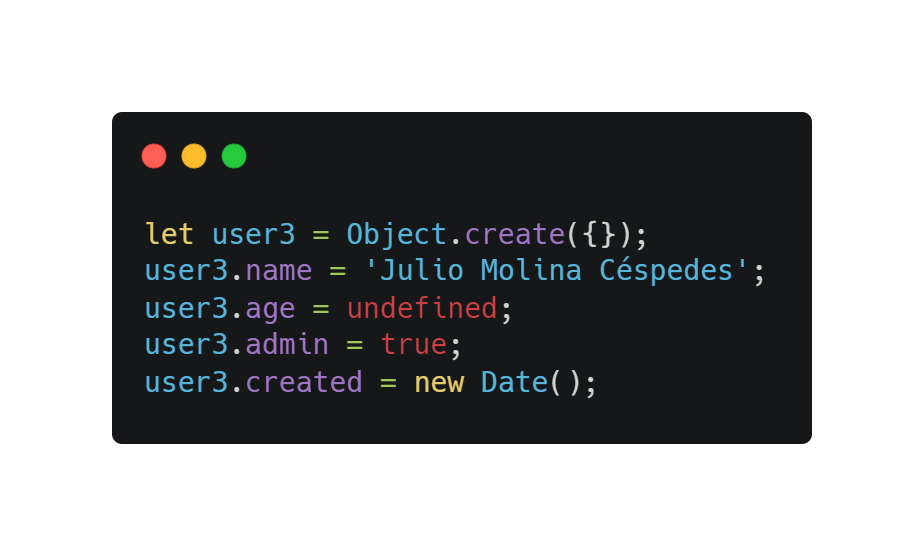 let user3 = Object.create({});
user3.name = 'Julio Molina Céspedes';
user3.age = undefined;
user3.admin = true;
user3.created = new Date();